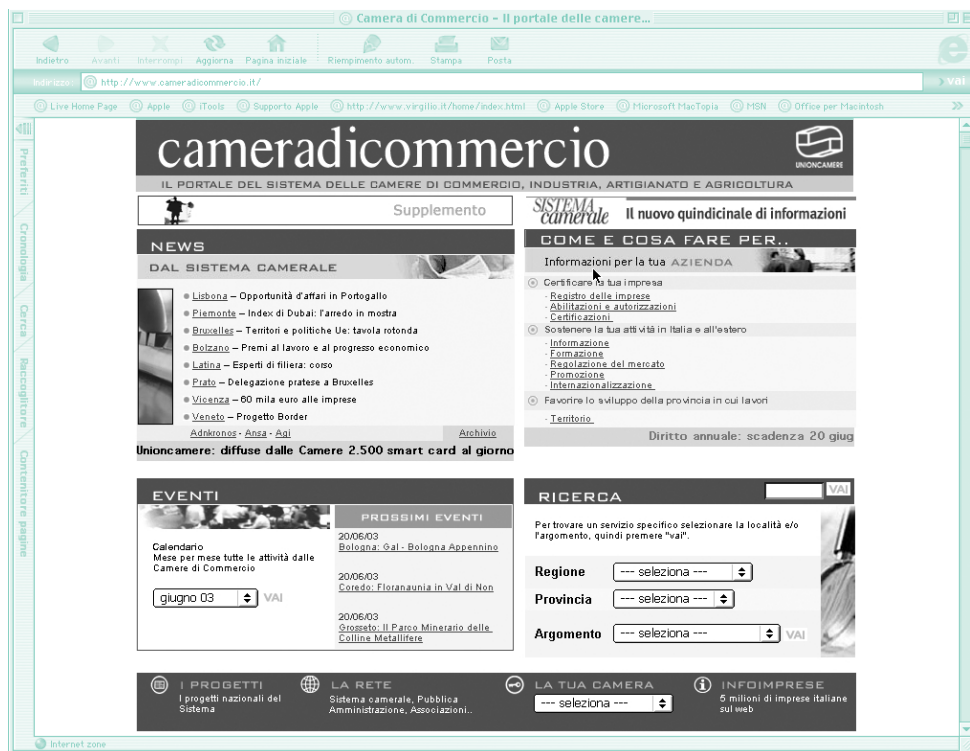 Camera di Commercio – Il portale delle camere...
Indietro Avanti Interrompi Aggiorna Pagina iniziale Riempimento autom. Stampa Posta
Indirizzo: http://www.cameradicommercio.it/ vai
Live Home Page Apple iTools Supporto Apple http://www.virgilio.it/home/index.html Apple Store Microsoft MacTopia MSN Office per Macintosh
Preferiti
Cronologia
Cerca
Raccoglitore
Contenitore pagine
cameradicommercio
UNIONCAMERE
IL PORTALE DEL SISTEMA DELLE CAMERE DI COMMERCIO, INDUSTRIA, ARTIGIANATO E AGRICOLTURA
Supplemento
SISTEMA camerale Il nuovo quindicinale di informazioni
NEWS
DAL SISTEMA CAMERALE
Lisbona – Opportunità d'affari in Portogallo
Piemonte – Index di Dubai: l'arredo in mostra
Bruxelles – Territori e politiche Ue: tavola rotonda
Bolzano – Premi al lavoro e al progresso economico
Latina – Esperti di filiera: corso
Prato – Delegazione pratese a Bruxelles
Vicenza – 60 mila euro alle imprese
Veneto – Progetto Border
Adnkronos - Ansa - Agi Archivio
Unioncamere: diffuse dalle Camere 2.500 smart card al giorno
COME E COSA FARE PER..
Informazioni per la tua AZIENDA
Certificare la tua impresa
· Registro delle imprese
· Abilitazioni e autorizzazioni
· Certificazioni
Sostenere la tua attività in Italia e all'estero
· Informazione
· Formazione
· Regolazione del mercato
· Promozione
· Internazionalizzazione
Favorire lo sviluppo della provincia in cui lavori
· Territorio
Diritto annuale: scadenza 20 giug
EVENTI
PROSSIMI EVENTI
Calendario
Mese per mese tutte le attività dalle
Camere di Commercio
giugno 03 VAI
20/06/03
Bologna: Gal - Bologna Appennino
20/06/03
Coredo: Floranaunia in Val di Non
20/06/03
Grosseto: Il Parco Minerario delle
Colline Metallifere
RICERCA VAI
Per trovare un servizio specifico selezionare la località e/o
l'argomento, quindi premere "vai".
Regione --- seleziona ---
Provincia --- seleziona ---
Argomento --- seleziona --- VAI
I PROGETTI
I progetti nazionali del
Sistema
LA RETE
Sistema camerale, Pubblica
Amministrazione, Associazioni..
LA TUA CAMERA
--- seleziona ---
INFOIMPRESE
5 milioni di imprese italiane
sul web
Internet zone